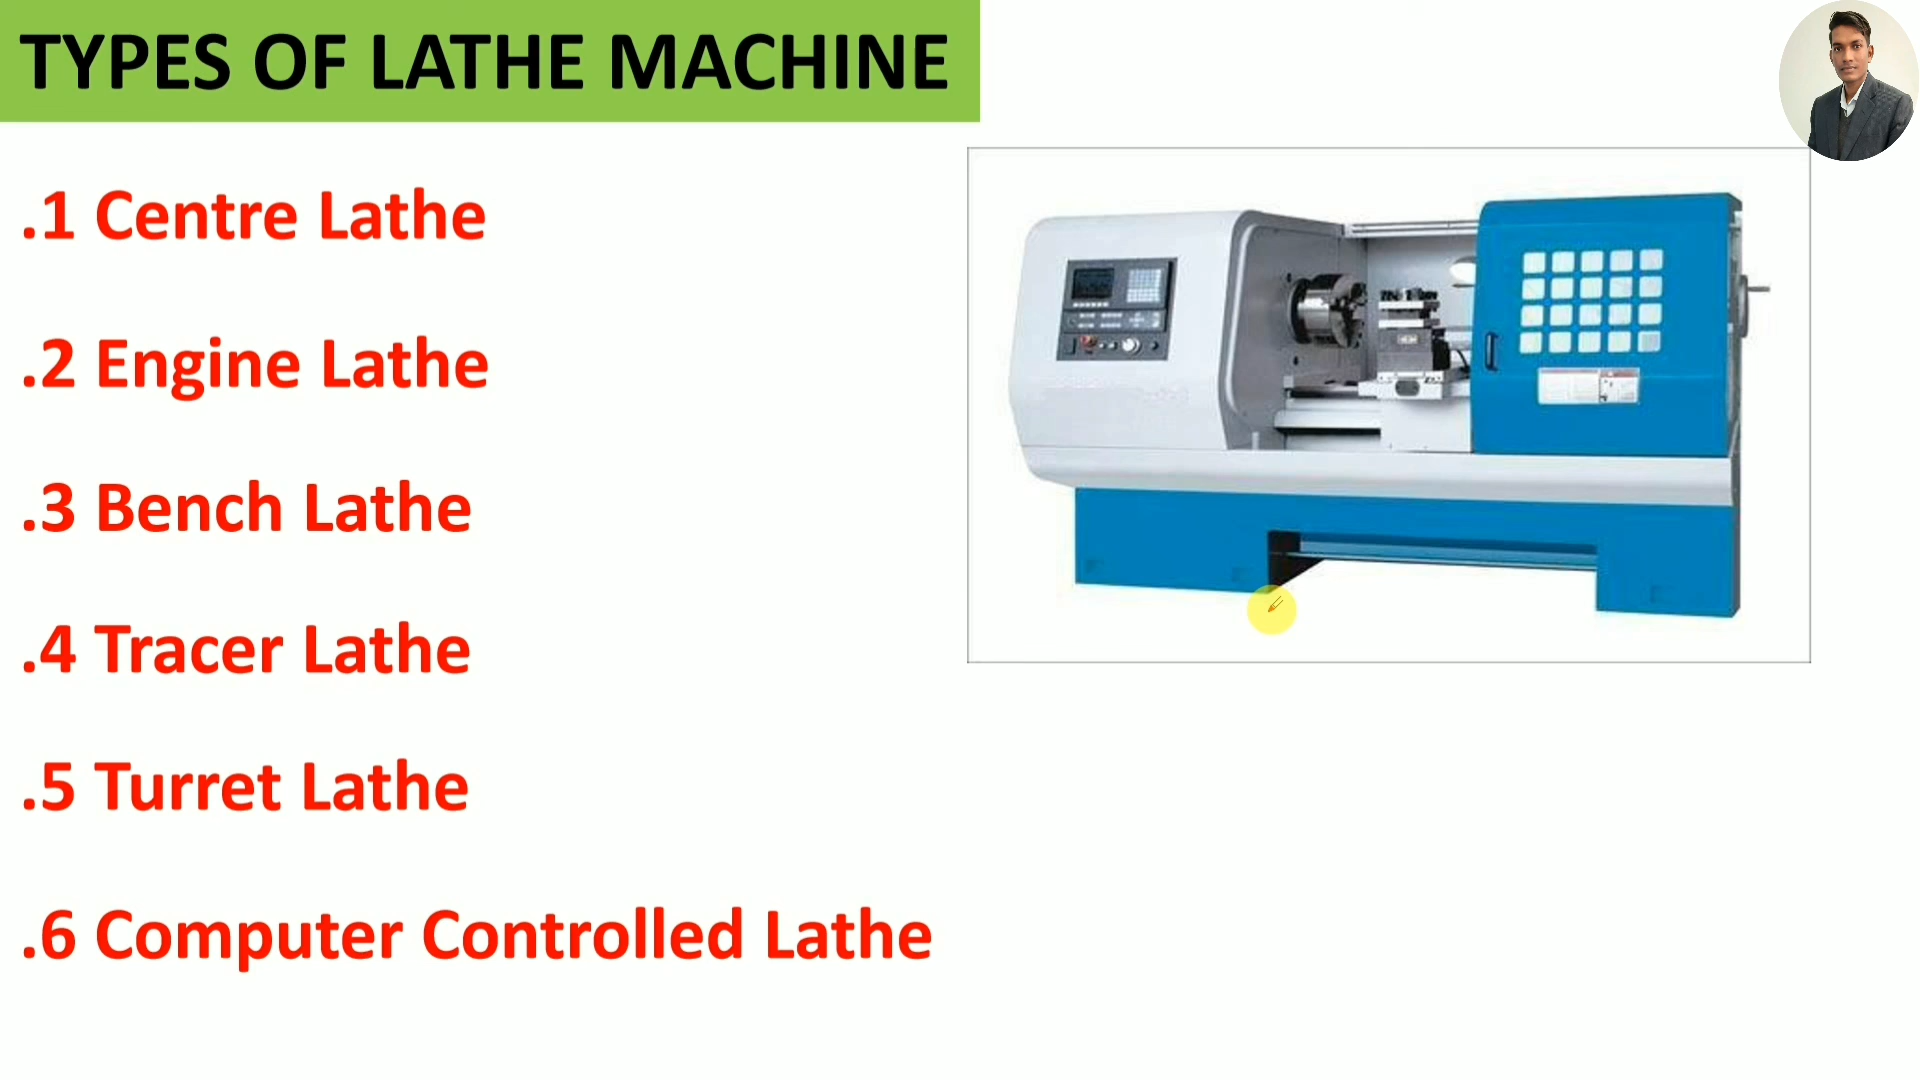 TYPES OF LATHE MACHINE
.1 Centre Lathe
.2 Engine Lathe
.3 Bench Lathe
.4 Tracer Lathe
.5 Turret Lathe
.6 Computer Controlled Lathe